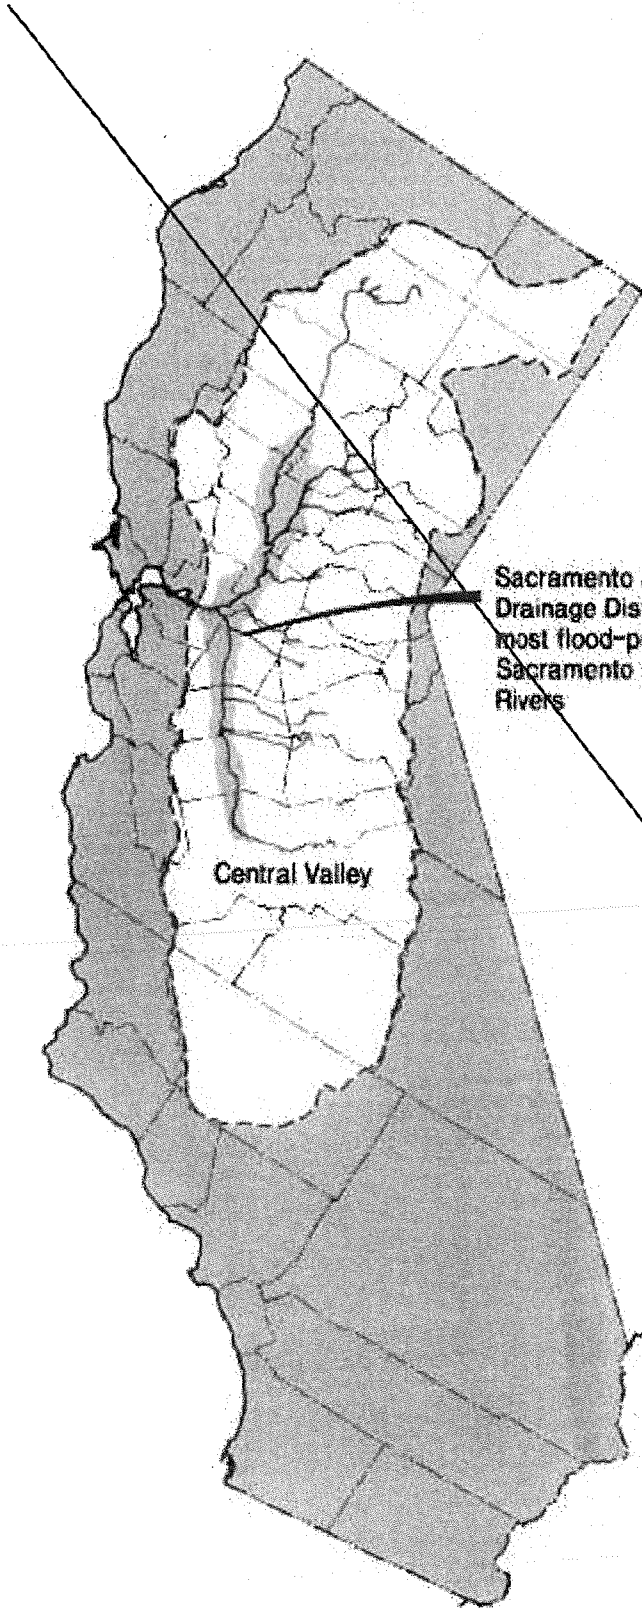 Sacramento
Drainage Dis
most flood-p
Sacramento
Rivers
Central Valley